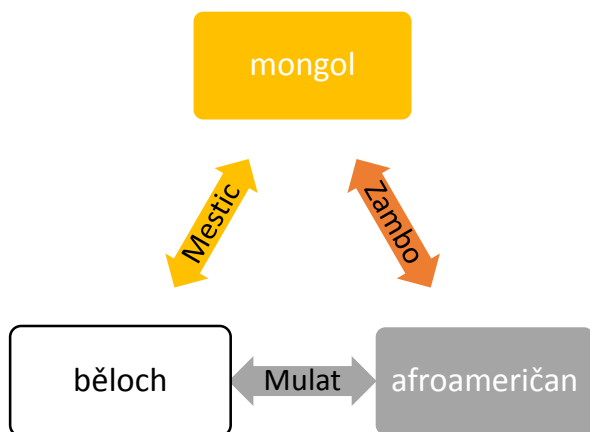 mongol
Mestic
Zambo
běloch
Mulat
afroameričan